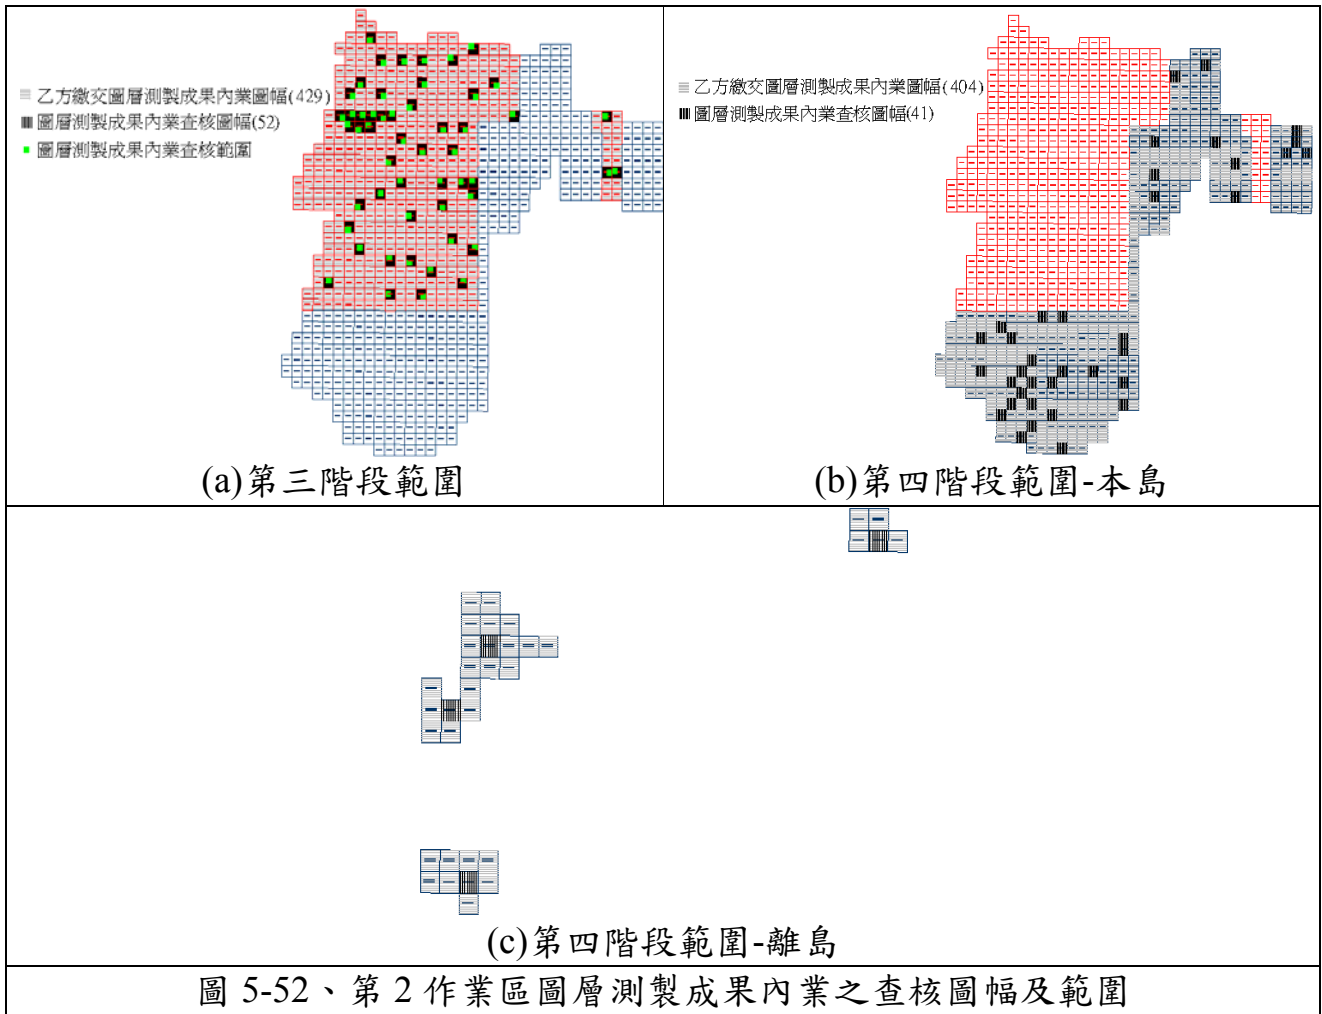 乙方繳交圖層測製成果內業圖幅(429)
圖層測製成果內業查核圖幅(52)
圖層測製成果內業查核範圍
(a)第三階段範圍
乙方繳交圖層測製成果內業圖幅(404)
圖層測製成果內業查核圖幅(41)
(b)第四階段範圍-本島
(c)第四階段範圍-離島
圖 5-52、第 2 作業區圖層測製成果內業之查核圖幅及範圍